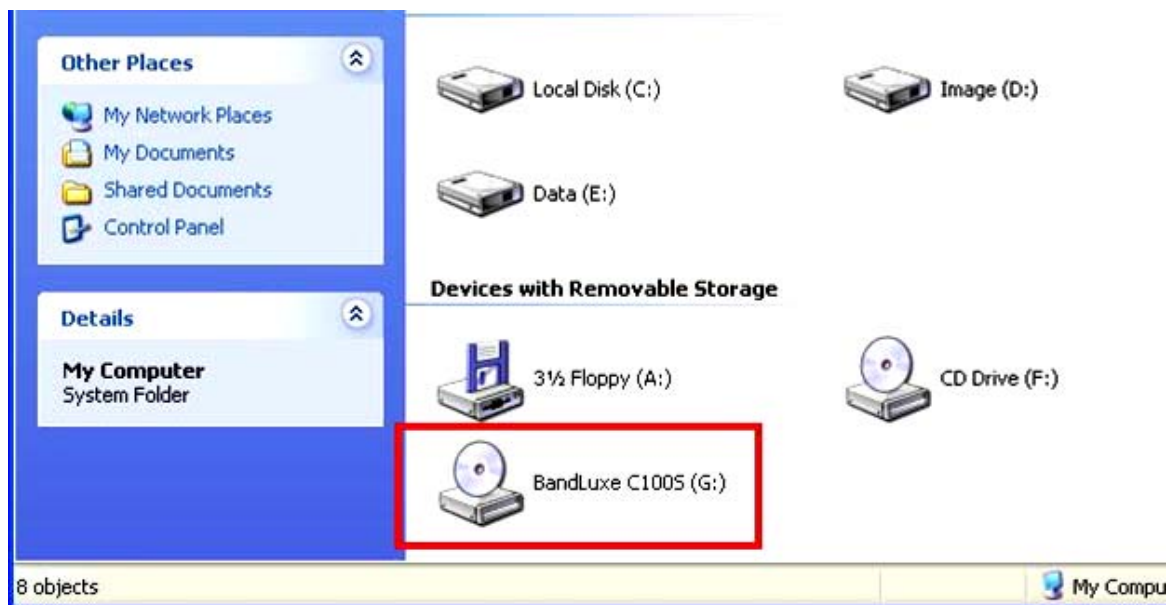 Other Places
My Network Places
My Documents
Shared Documents
Control Panel
Details
My Computer
System Folder
Local Disk (C:)
Image (D:)
Data (E:)
Devices with Removable Storage
3½ Floppy (A:)
CD Drive (F:)
BandLuxe C100S (G:)
8 objects
My Compu